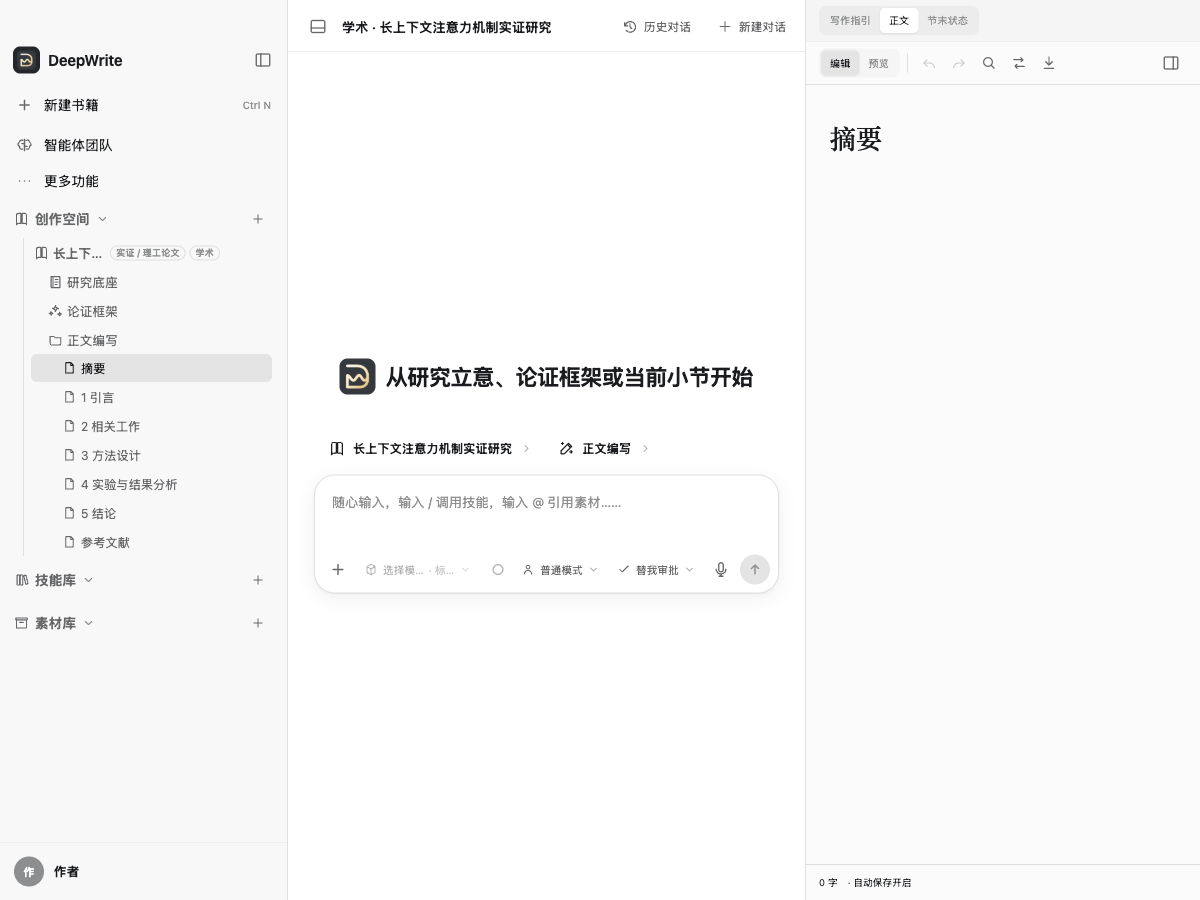 DeepWrite
新建书籍 Ctrl N
智能体团队
更多功能
创作空间
长上下... 实证 / 理工论文 学术
研究底座
论证框架
正文编写
摘要
1 引言
2 相关工作
3 方法设计
4 实验与结果分析
5 结论
参考文献
技能库
素材库
作 作者
学术 · 长上下文注意力机制实证研究 历史对话 新建对话
从研究立意、论证框架或当前小节开始
长上下文注意力机制实证研究 正文编写
随心输入，输入 / 调用技能，输入 @ 引用素材......
选择模... · 标... 普通模式 替我审批
写作指引 正文 节末状态
编辑 预览
摘要
0 字 · 自动保存开启